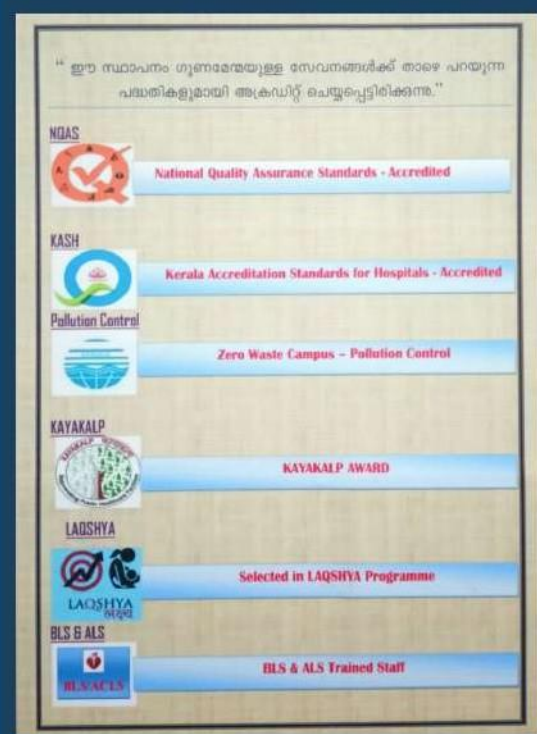 “ ഈ സ്ഥാപനം ഗുണമേന്മയുള്ള സേവനങ്ങൾക്ക് താഴെ പറയുന്ന
പദ്ധതികളുമായി അക്രഡിറ്റ് ചെയ്യപ്പെട്ടിരിക്കുന്നു.”
NQAS
National Quality Assurance Standards - Accredited
KASH
Kerala Accreditation Standards for Hospitals - Accredited
Pollution Control
Zero Waste Campus – Pollution Control
KAYAKALP
KAYAKALP AWARD
LAQSHYA
Selected in LAQSHYA Programme
LAQSHYA
लक्ष्य
BLS & ALS
BLS & ALS Trained Staff
BLS/ACLS